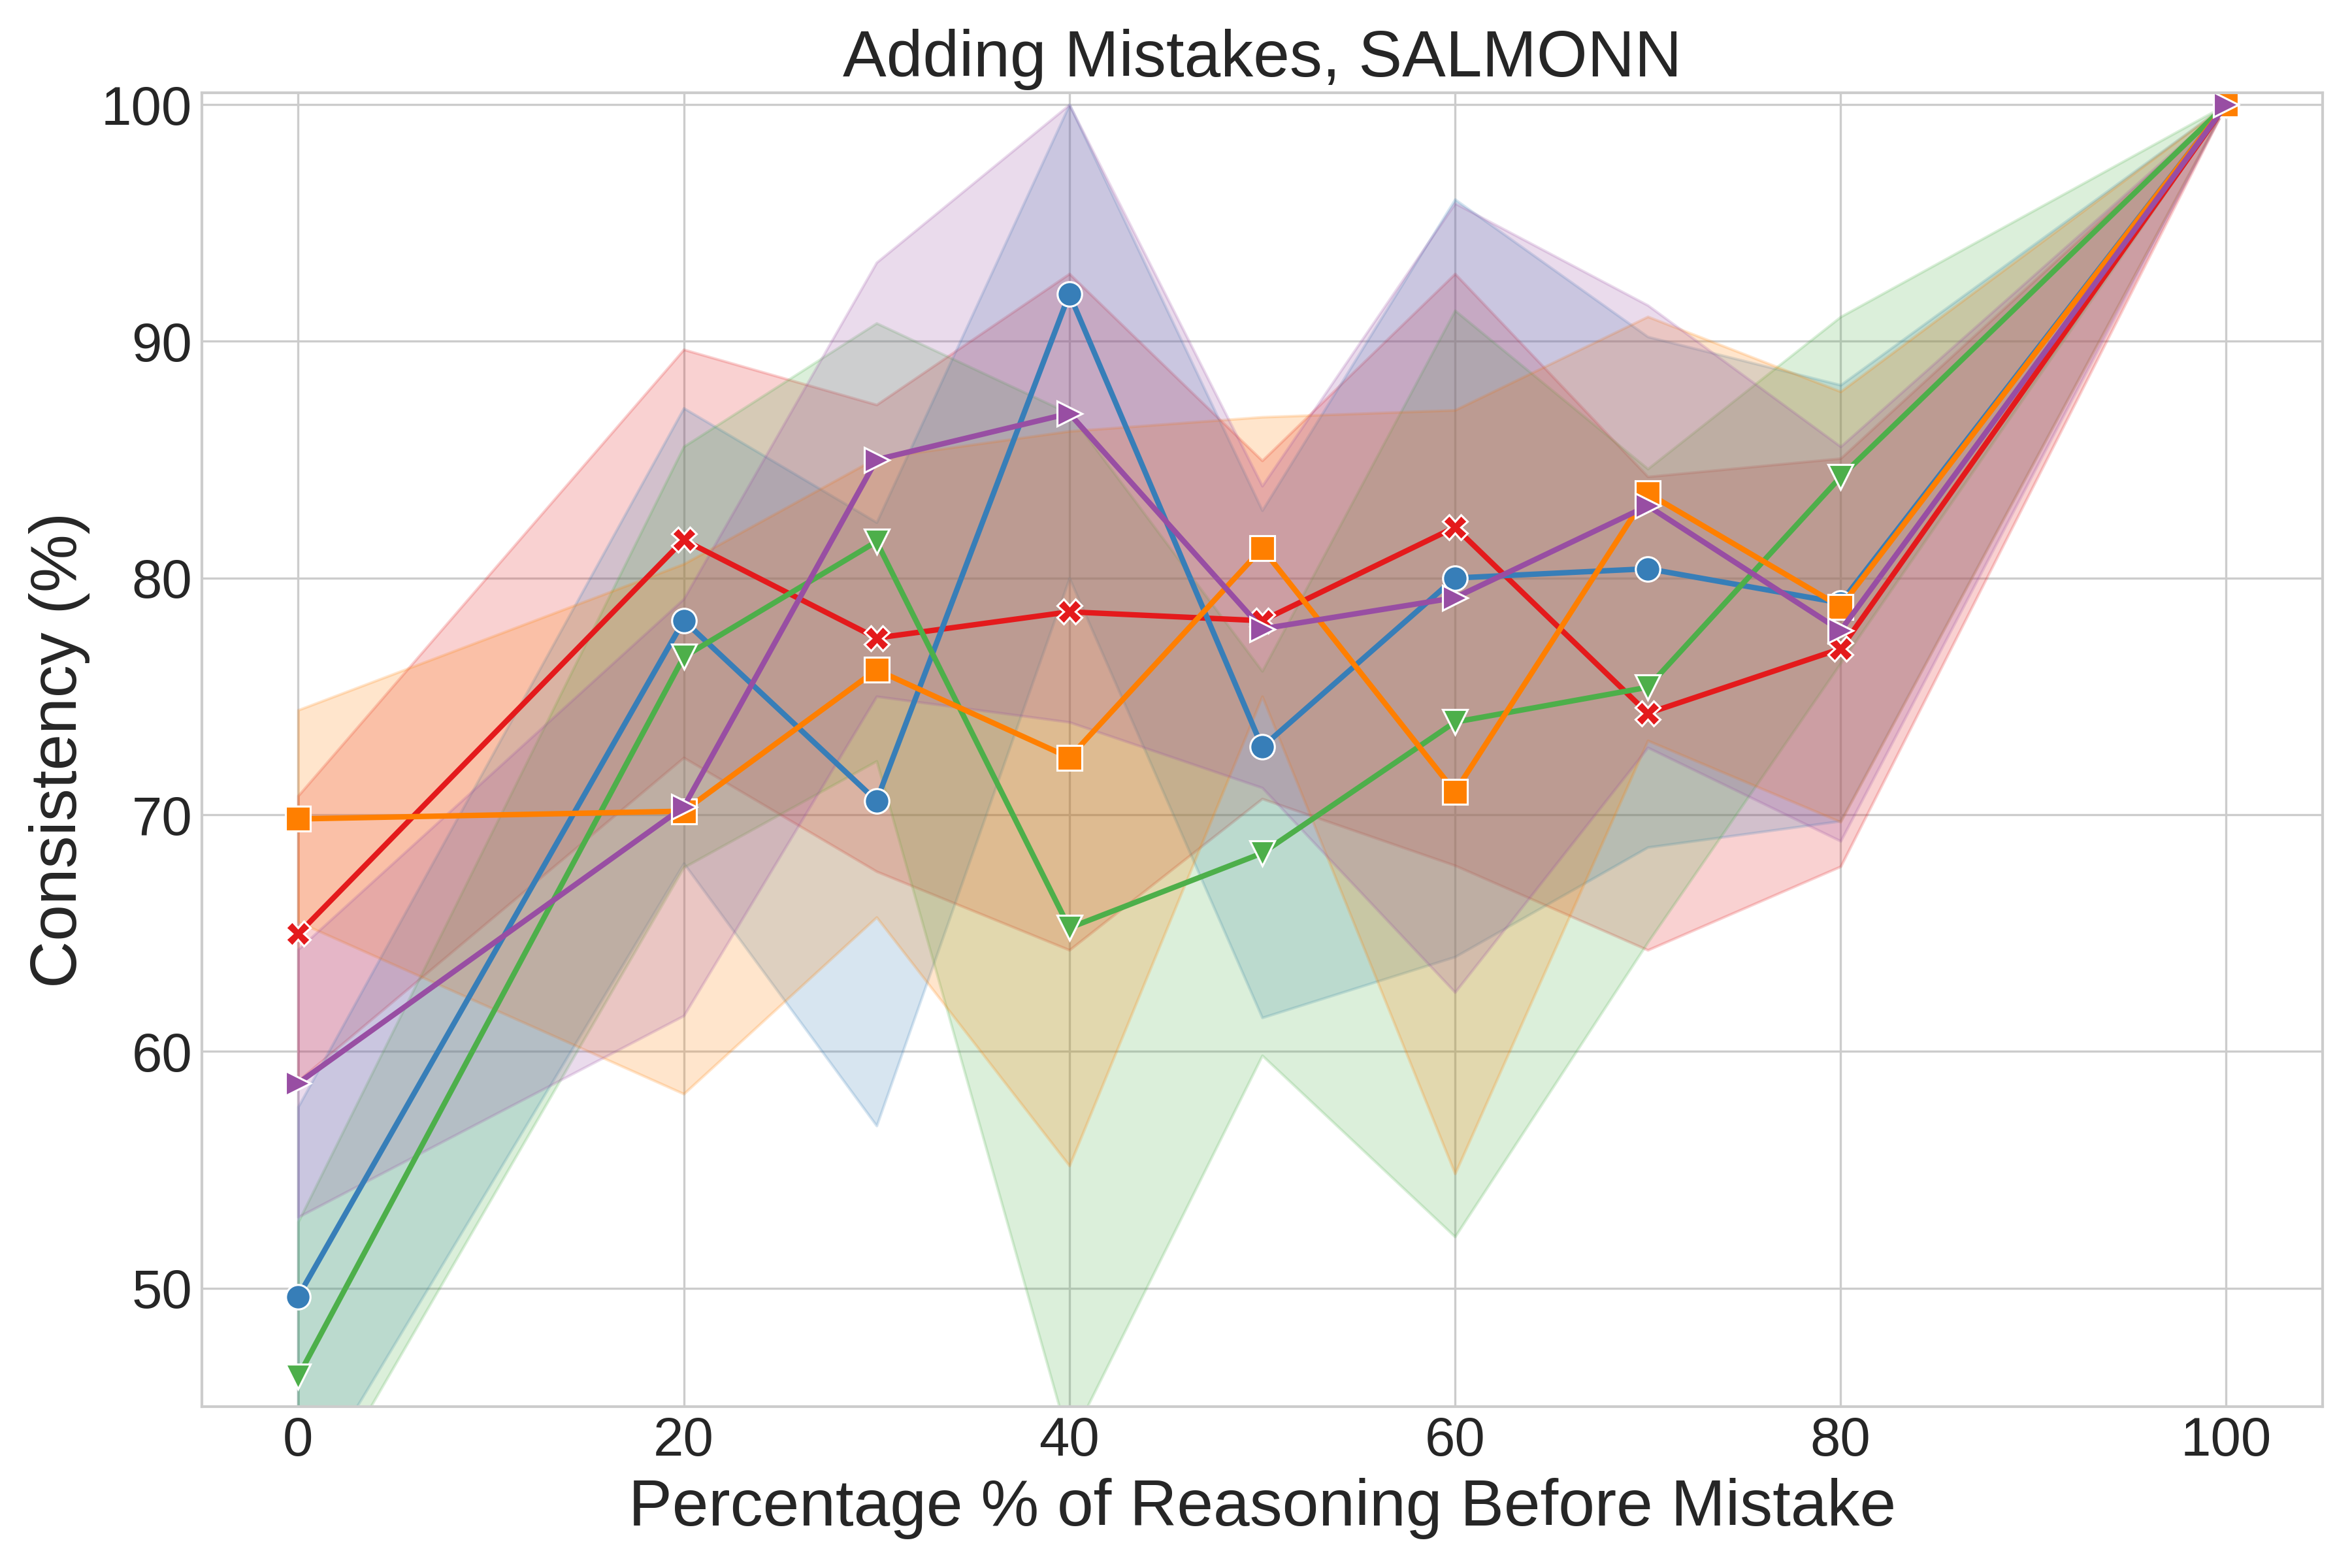 Adding Mistakes, SALMONN
100
90
80
70
60
50
Consistency (%)
0 20 40 60 80 100
Percentage % of Reasoning Before Mistake